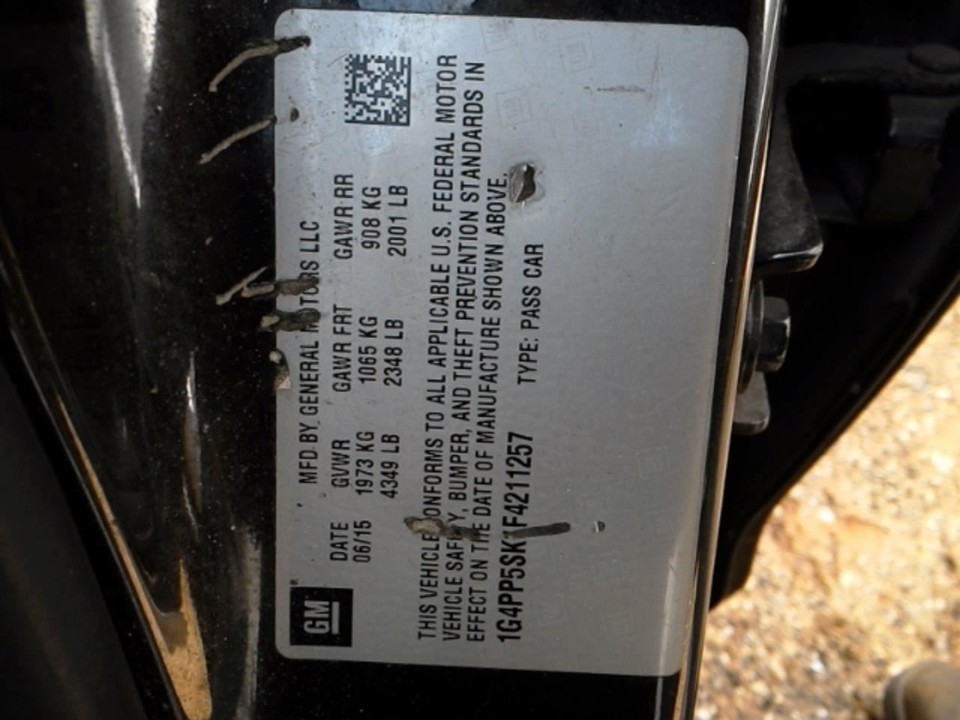 GM
MFD BY GENERAL MOTORS LLC
DATE GVWR GAWR FRT GAWR RR
06/15 1973 KG 1065 KG 908 KG
4349 LB 2348 LB 2001 LB
THIS VEHICLE CONFORMS TO ALL APPLICABLE U.S. FEDERAL MOTOR
VEHICLE SAFETY, BUMPER, AND THEFT PREVENTION STANDARDS IN
EFFECT ON THE DATE OF MANUFACTURE SHOWN ABOVE.
1G4PP5SK1F4211257 TYPE: PASS CAR